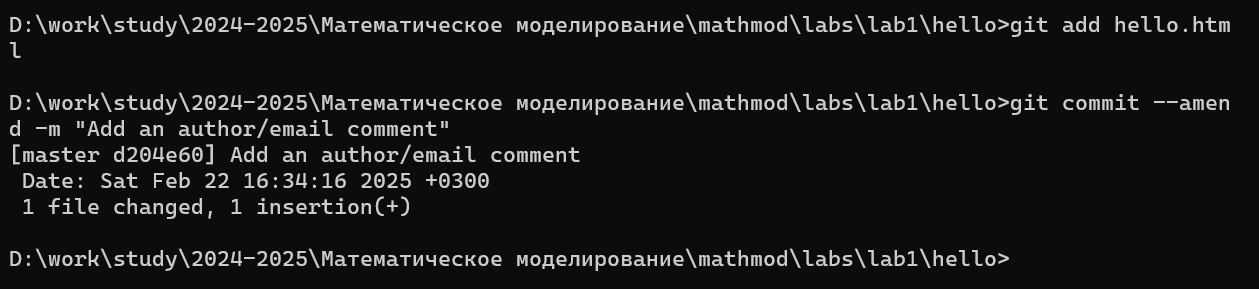 D:\work\study\2024-2025\Математическое моделирование\mathmod\labs\lab1\hello>git add hello.htm
l
D:\work\study\2024-2025\Математическое моделирование\mathmod\labs\lab1\hello>git commit --amen
d -m "Add an author/email comment"
[master d204e60] Add an author/email comment
 Date: Sat Feb 22 16:34:16 2025 +0300
 1 file changed, 1 insertion(+)
D:\work\study\2024-2025\Математическое моделирование\mathmod\labs\lab1\hello>